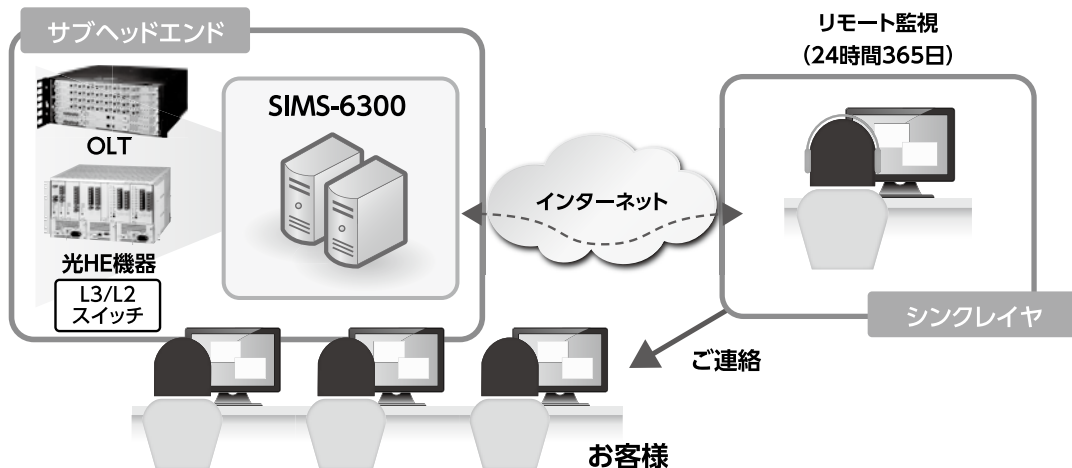 サブヘッドエンド
OLT
光HE機器
L3/L2
スイッチ
SIMS-6300
インターネット
リモート監視
（24時間365日）
シンクレイヤ
ご連絡
お客様